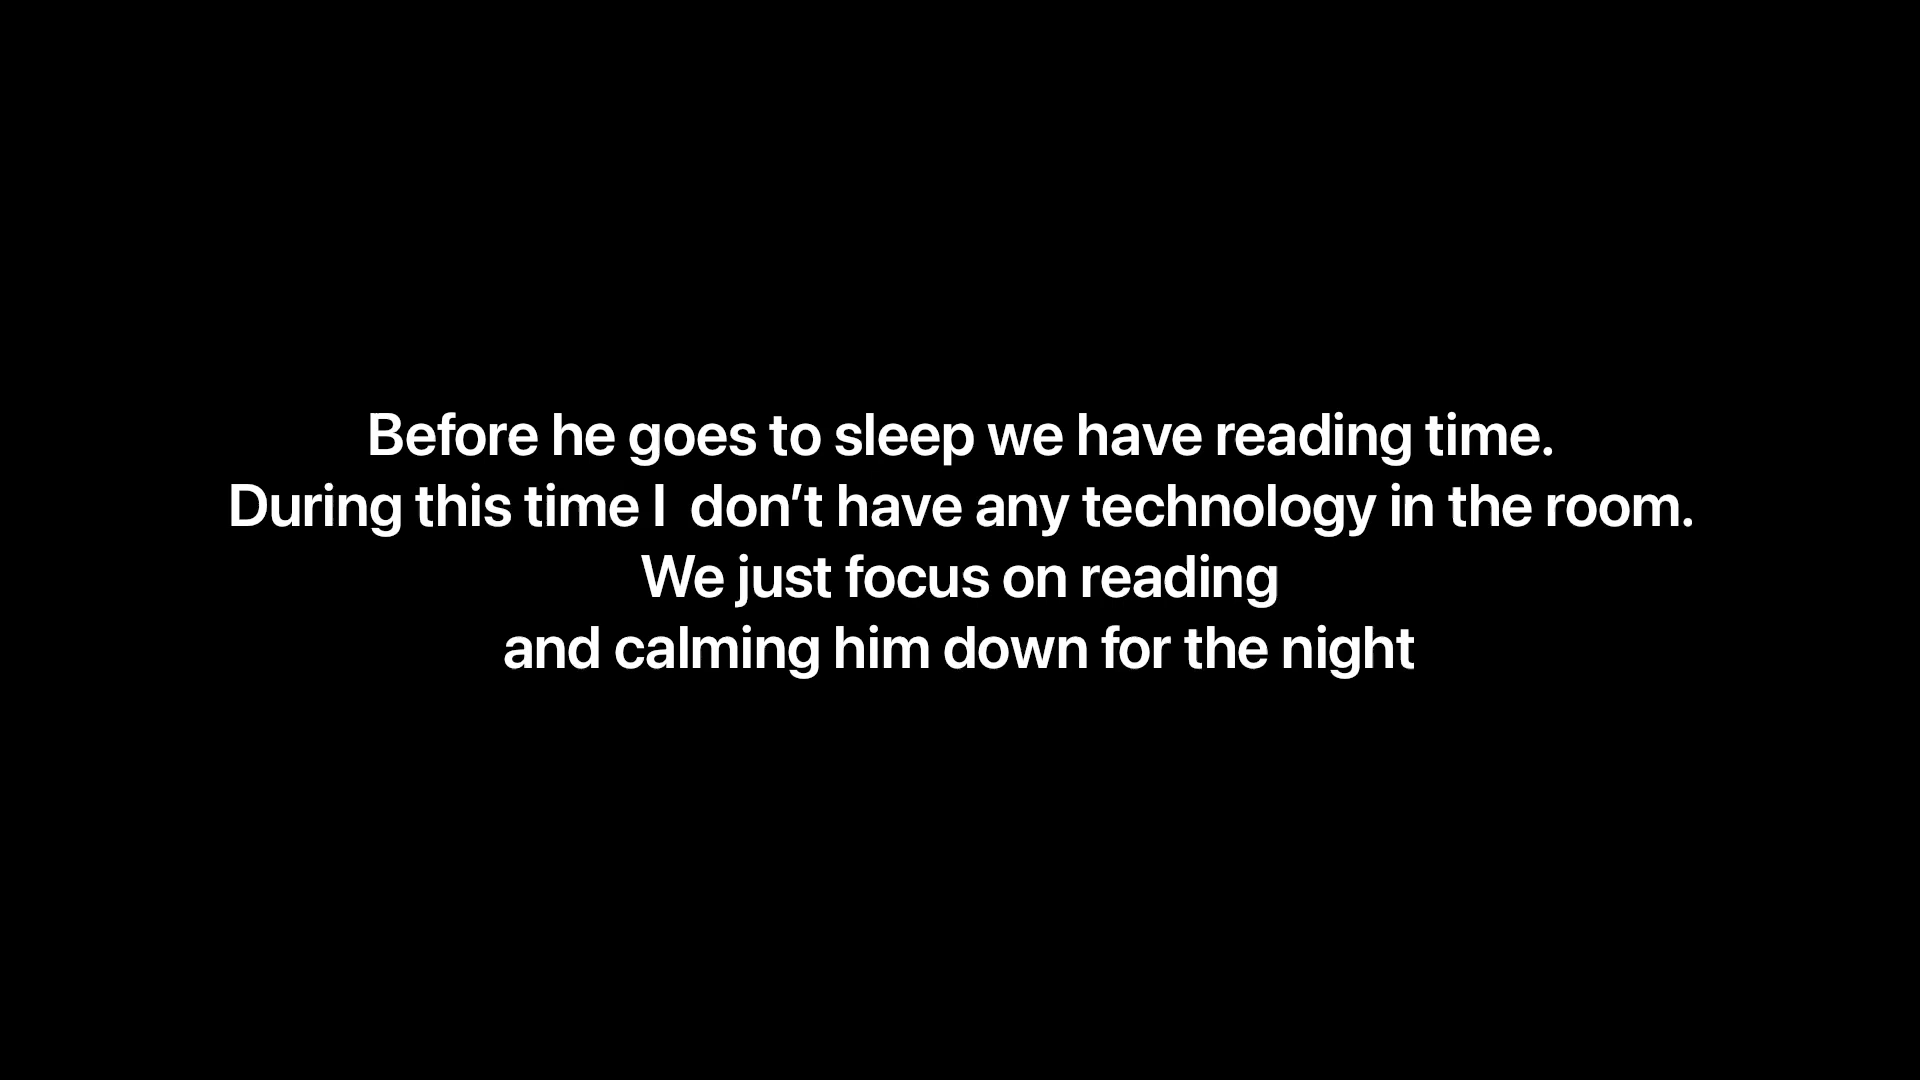 Before he goes to sleep we have reading time.
During this time I  don’t have any technology in the room.
We just focus on reading
and calming him down for the night